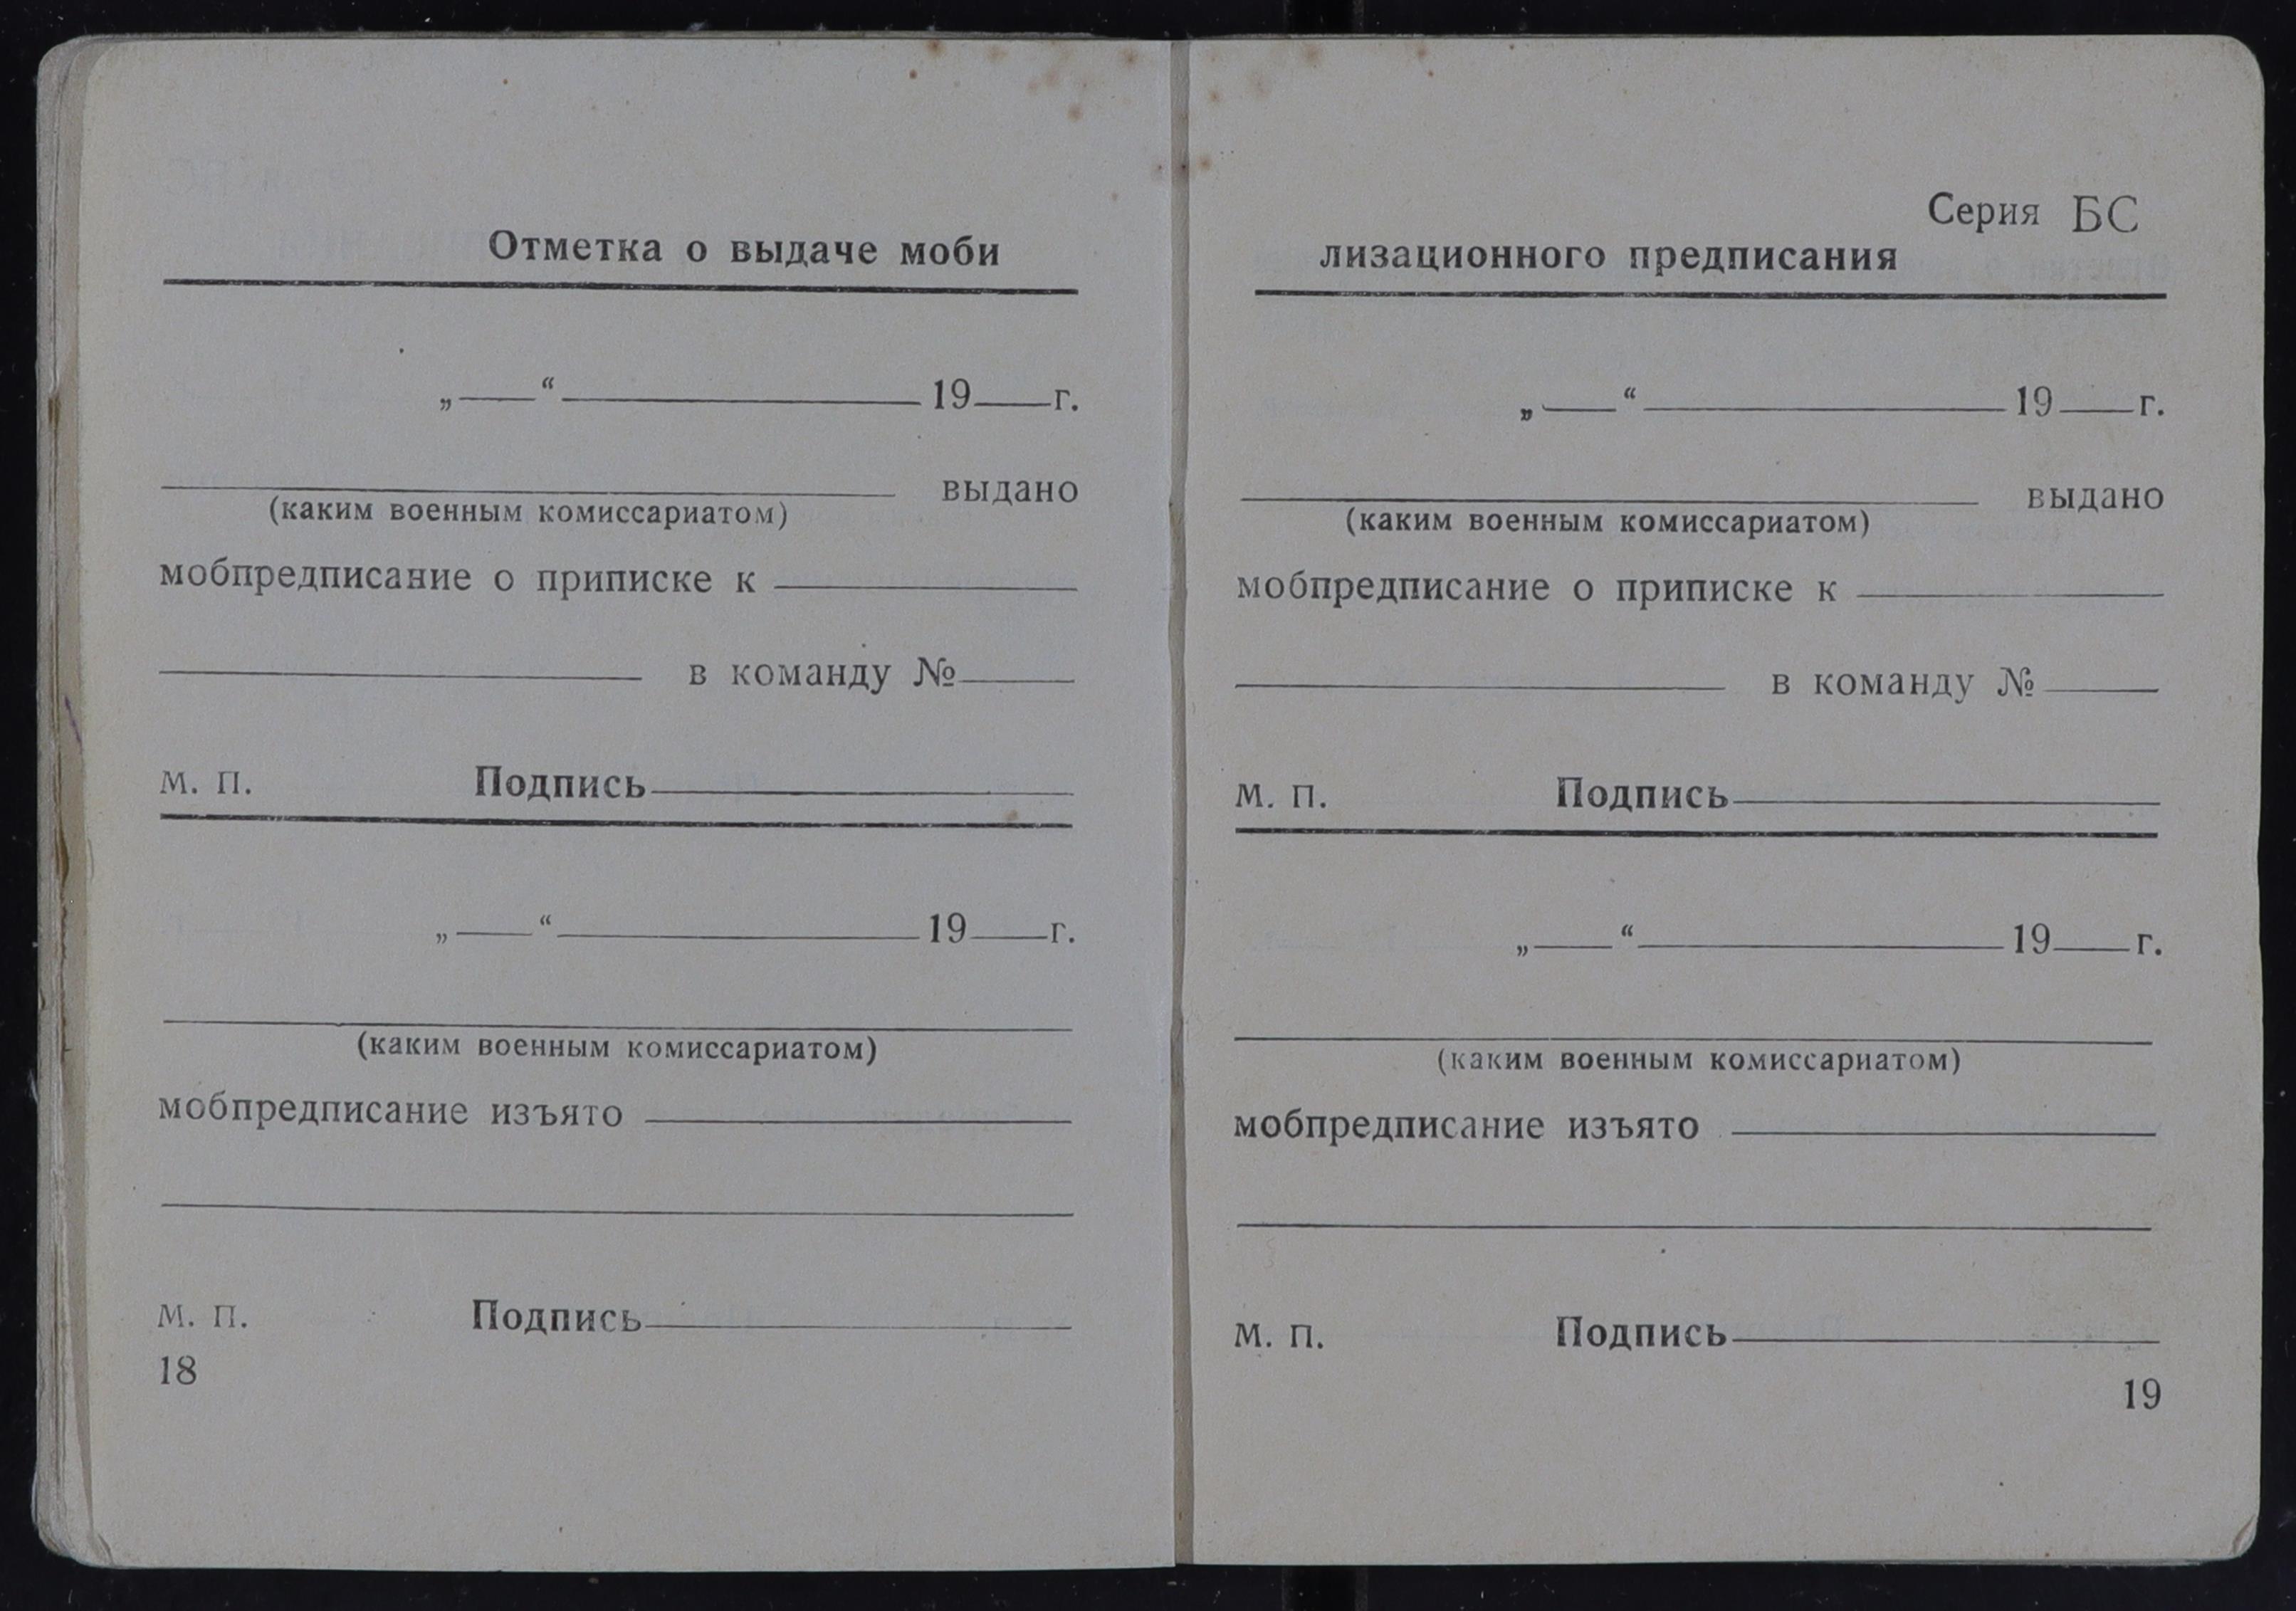 Отметка о выдаче моби
„ “ 19 г.
выдано
(каким военным комиссариатом)
мобпредписание о приписке к
в команду №
М. П. Подпись
„ “ 19 г.
(каким военным комиссариатом)
мобпредписание изъято
М. П. Подпись
18
Серия БС
лизационного предписания
„ “ 19 г.
выдано
(каким военным комиссариатом)
мобпредписание о приписке к
в команду №
М. П. Подпись
„ “ 19 г.
(каким военным комиссариатом)
мобпредписание изъято
М. П. Подпись
19